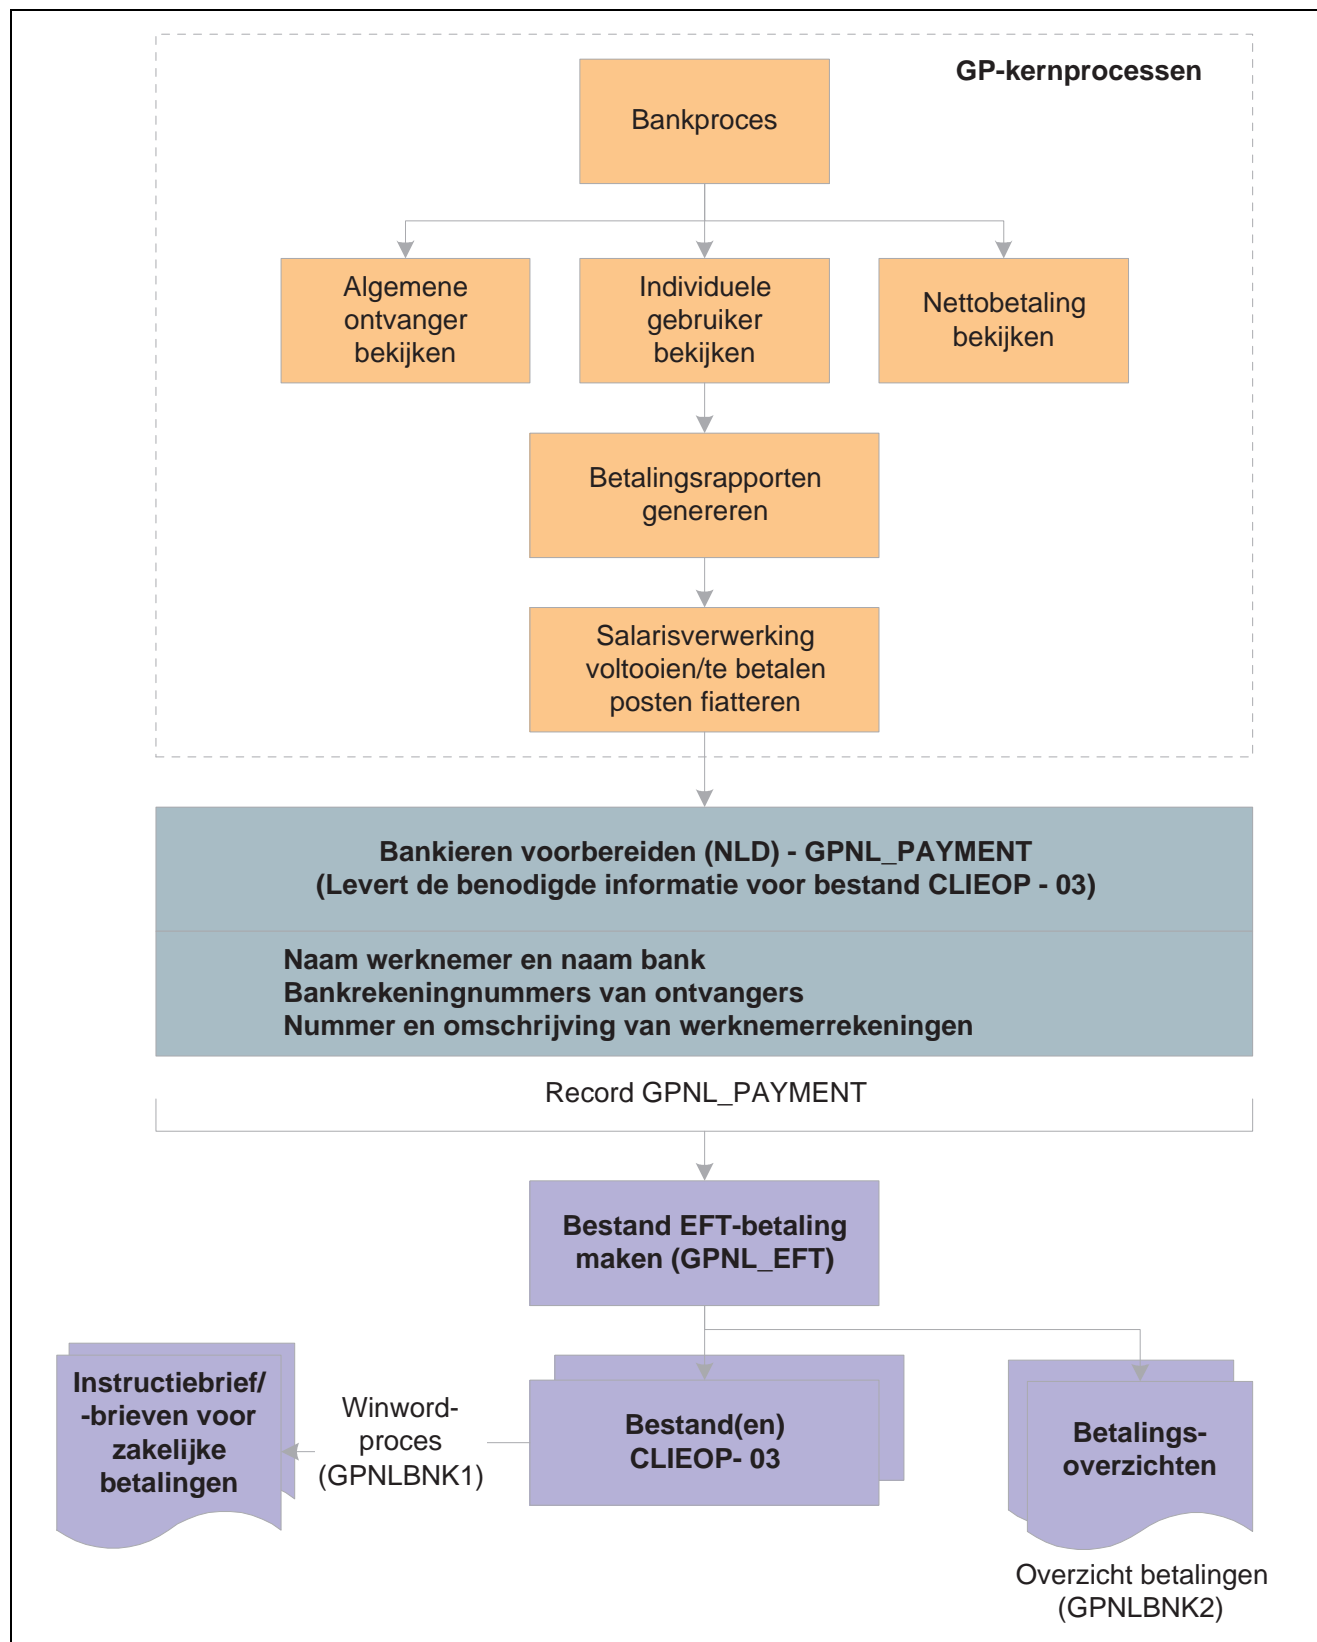 GP-kernprocessen
Bankproces
Algemene
ontvanger
bekijken
Individuele
gebruiker
bekijken
Nettobetaling
bekijken
Betalingsrapporten
genereren
Salarisverwerking
voltooien/te betalen
posten fiatteren
Bankieren voorbereiden (NLD) - GPNL_PAYMENT
(Levert de benodigde informatie voor bestand CLIEOP - 03)
Naam werknemer en naam bank
Bankrekeningnummers van ontvangers
Nummer en omschrijving van werknemerrekeningen
Record GPNL_PAYMENT
Bestand EFT-betaling
maken (GPNL_EFT)
Instructiebrief/
-brieven voor
zakelijke
betalingen
Winword-
proces
(GPNLBNK1)
Bestand(en)
CLIEOP- 03
Betalings-
overzichten
Overzicht betalingen
(GPNLBNK2)